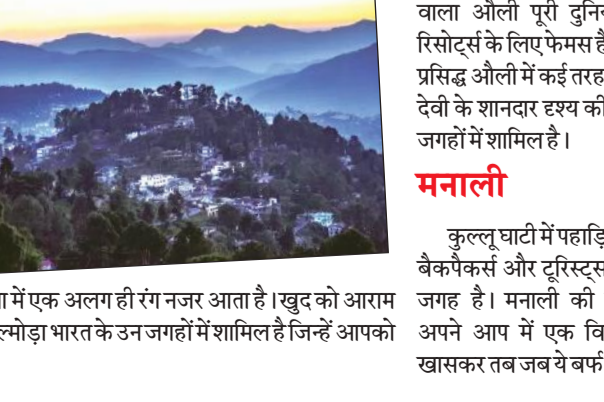 में एक अलग ही रंग नजर आता है। खुद को आराम
भारत के उन जगहों में शामिल है जिन्हें आपको
वाला औली पूरी
रिसोर्ट्स के लिए फेमस है
प्रसिद्ध औली में कई तरह
देवी के शानदार दृश्य की
जगहों में शामिल है।
मनाली
कुल्लू घाटी में
बैकपैकर्स और टूरिस्ट्स
जगह है। मनाली की
अपने आप में एक
खासकर तब जब ये बर्फ